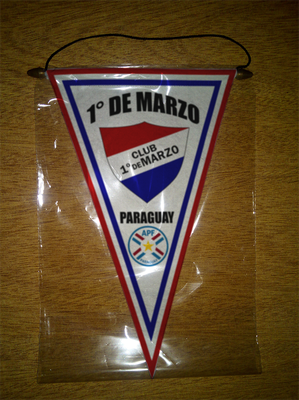 1° DE MARZO
CLUB
1° DE MARZO
PARAGUAY
APF